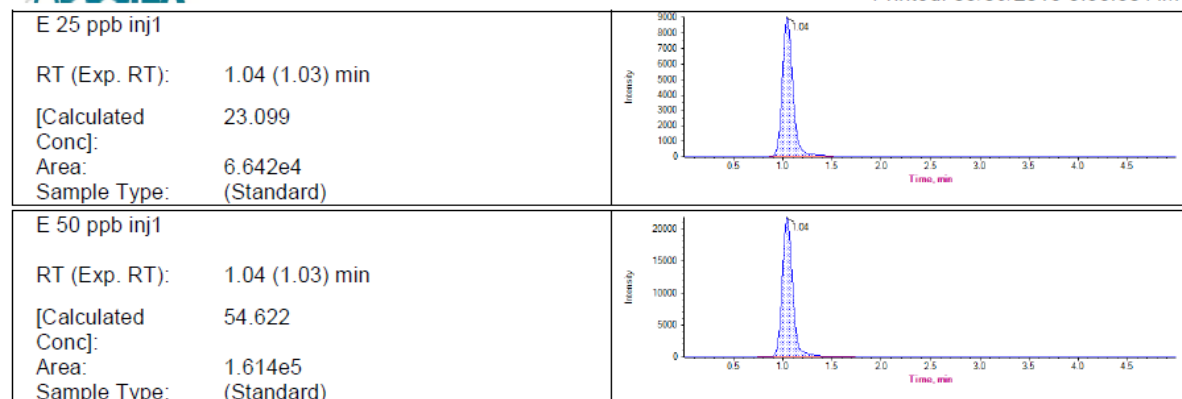 E 25 ppb inj1
RT (Exp. RT): 1.04 (1.03) min
[Calculated 23.099
Conc]:
Area: 6.642e4
Sample Type: (Standard)
9000
8000
7000
6000
5000
4000
3000
2000
1000
0
Intensity
1.04
0.5 1.0 1.5 2.0 2.5 3.0 3.5 4.0 4.5
Time, min
E 50 ppb inj1
RT (Exp. RT): 1.04 (1.03) min
[Calculated 54.622
Conc]:
Area: 1.614e5
Sample Type: (Standard)
20000
15000
10000
5000
0
Intensity
1.04
0.5 1.0 1.5 2.0 2.5 3.0 3.5 4.0 4.5
Time, min